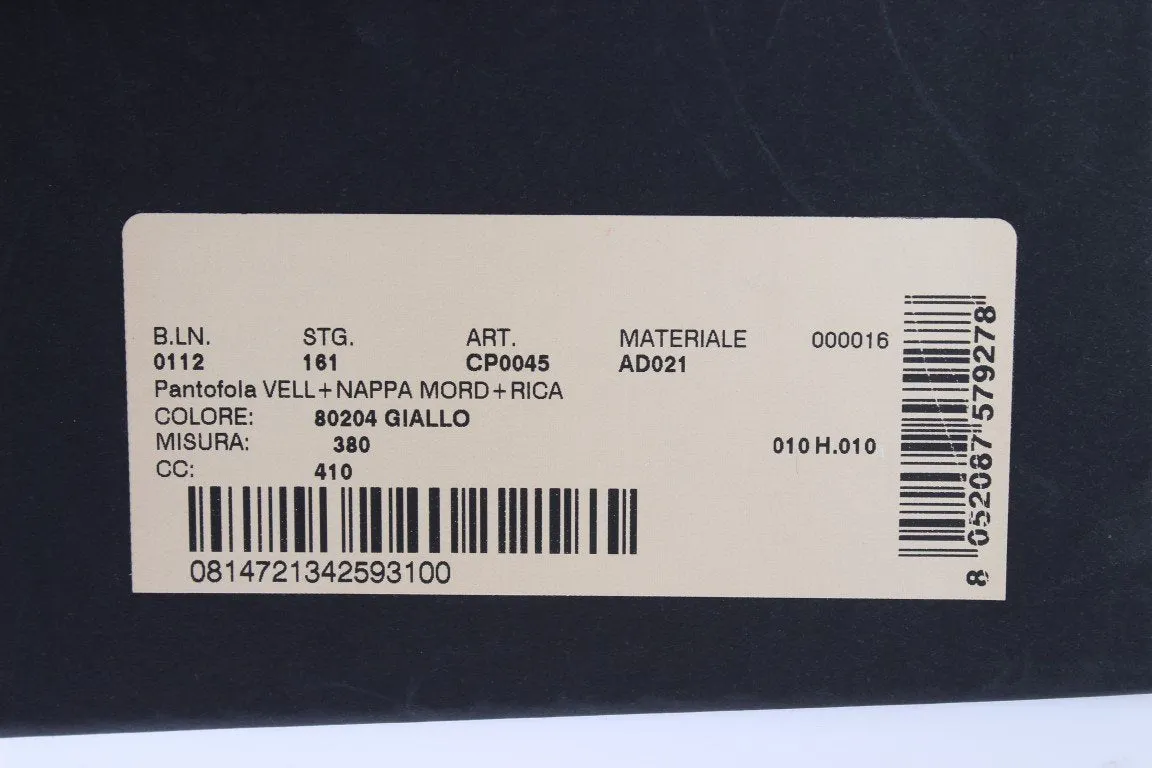 B.LN. STG. ART. MATERIALE 000016
0112 161 CP0045 AD021
Pantofola VELL+NAPPA MORD+RICA
COLORE: 80204 GIALLO
MISURA: 380 010 H.010
CC: 410
0814721342593100
8 052087 579278